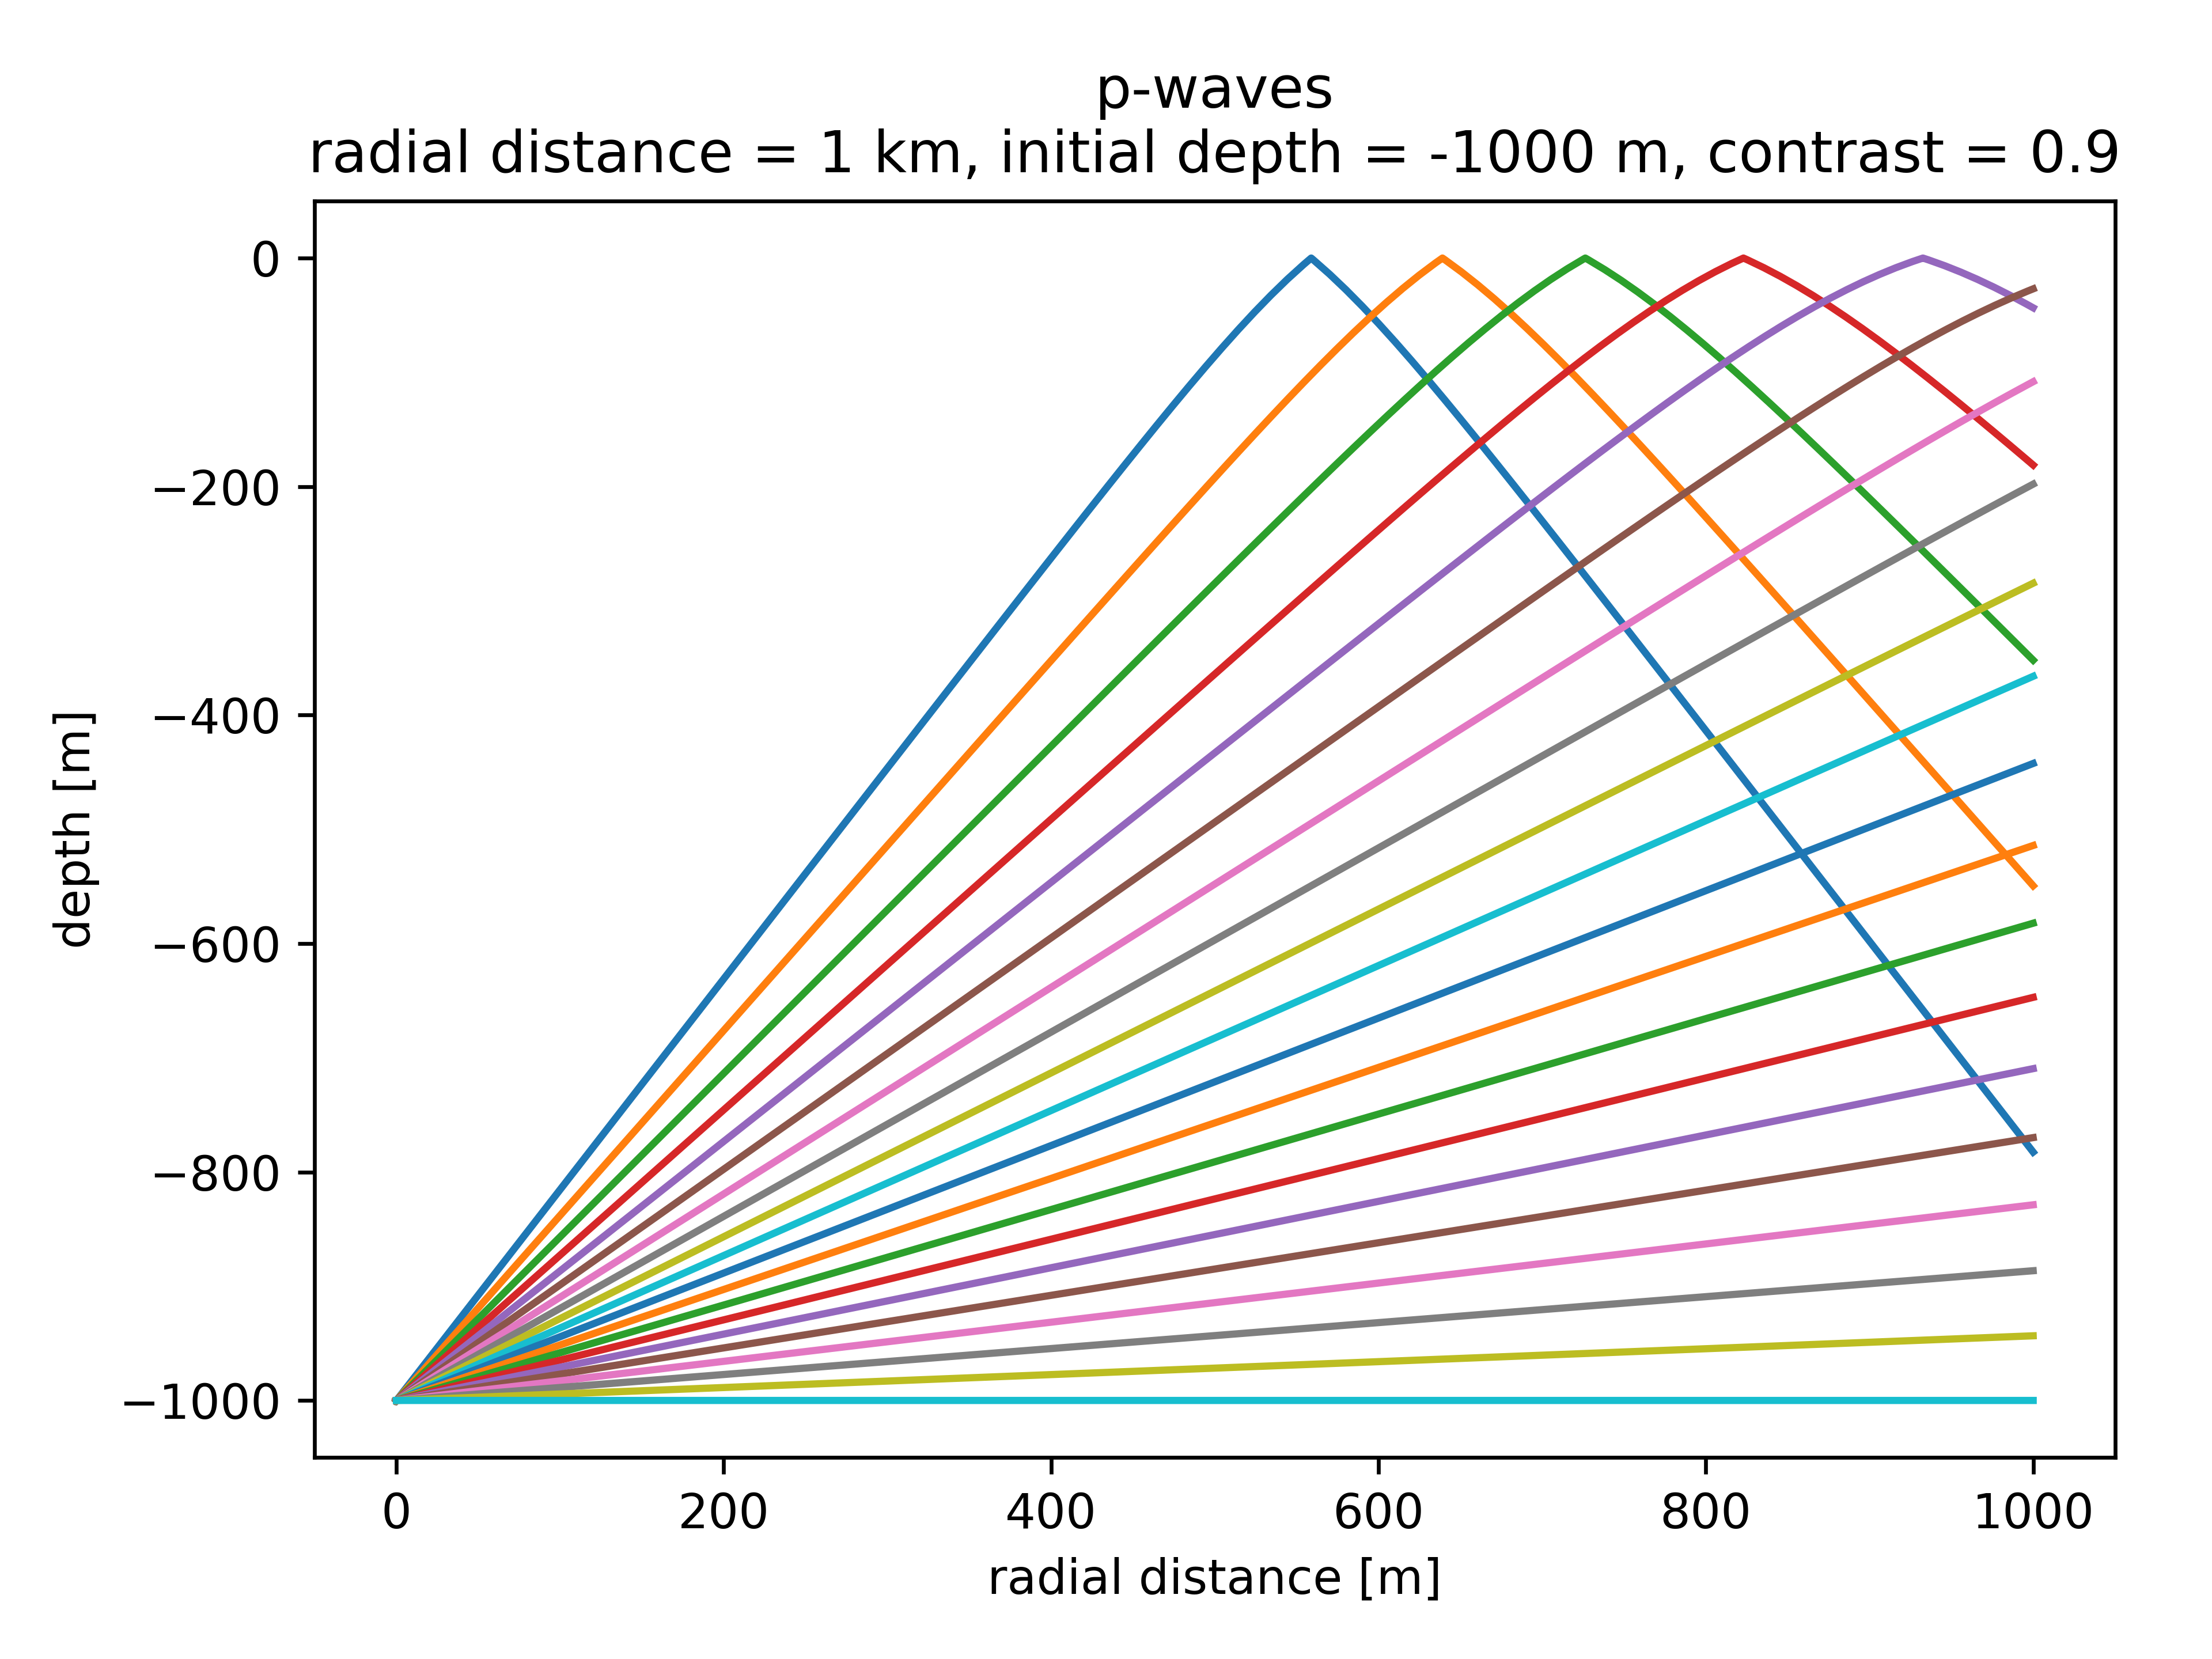 p-waves
radial distance = 1 km, initial depth = -1000 m, contrast = 0.9
0
−200
−400
−600
−800
−1000
depth [m]
0 200 400 600 800 1000
radial distance [m]